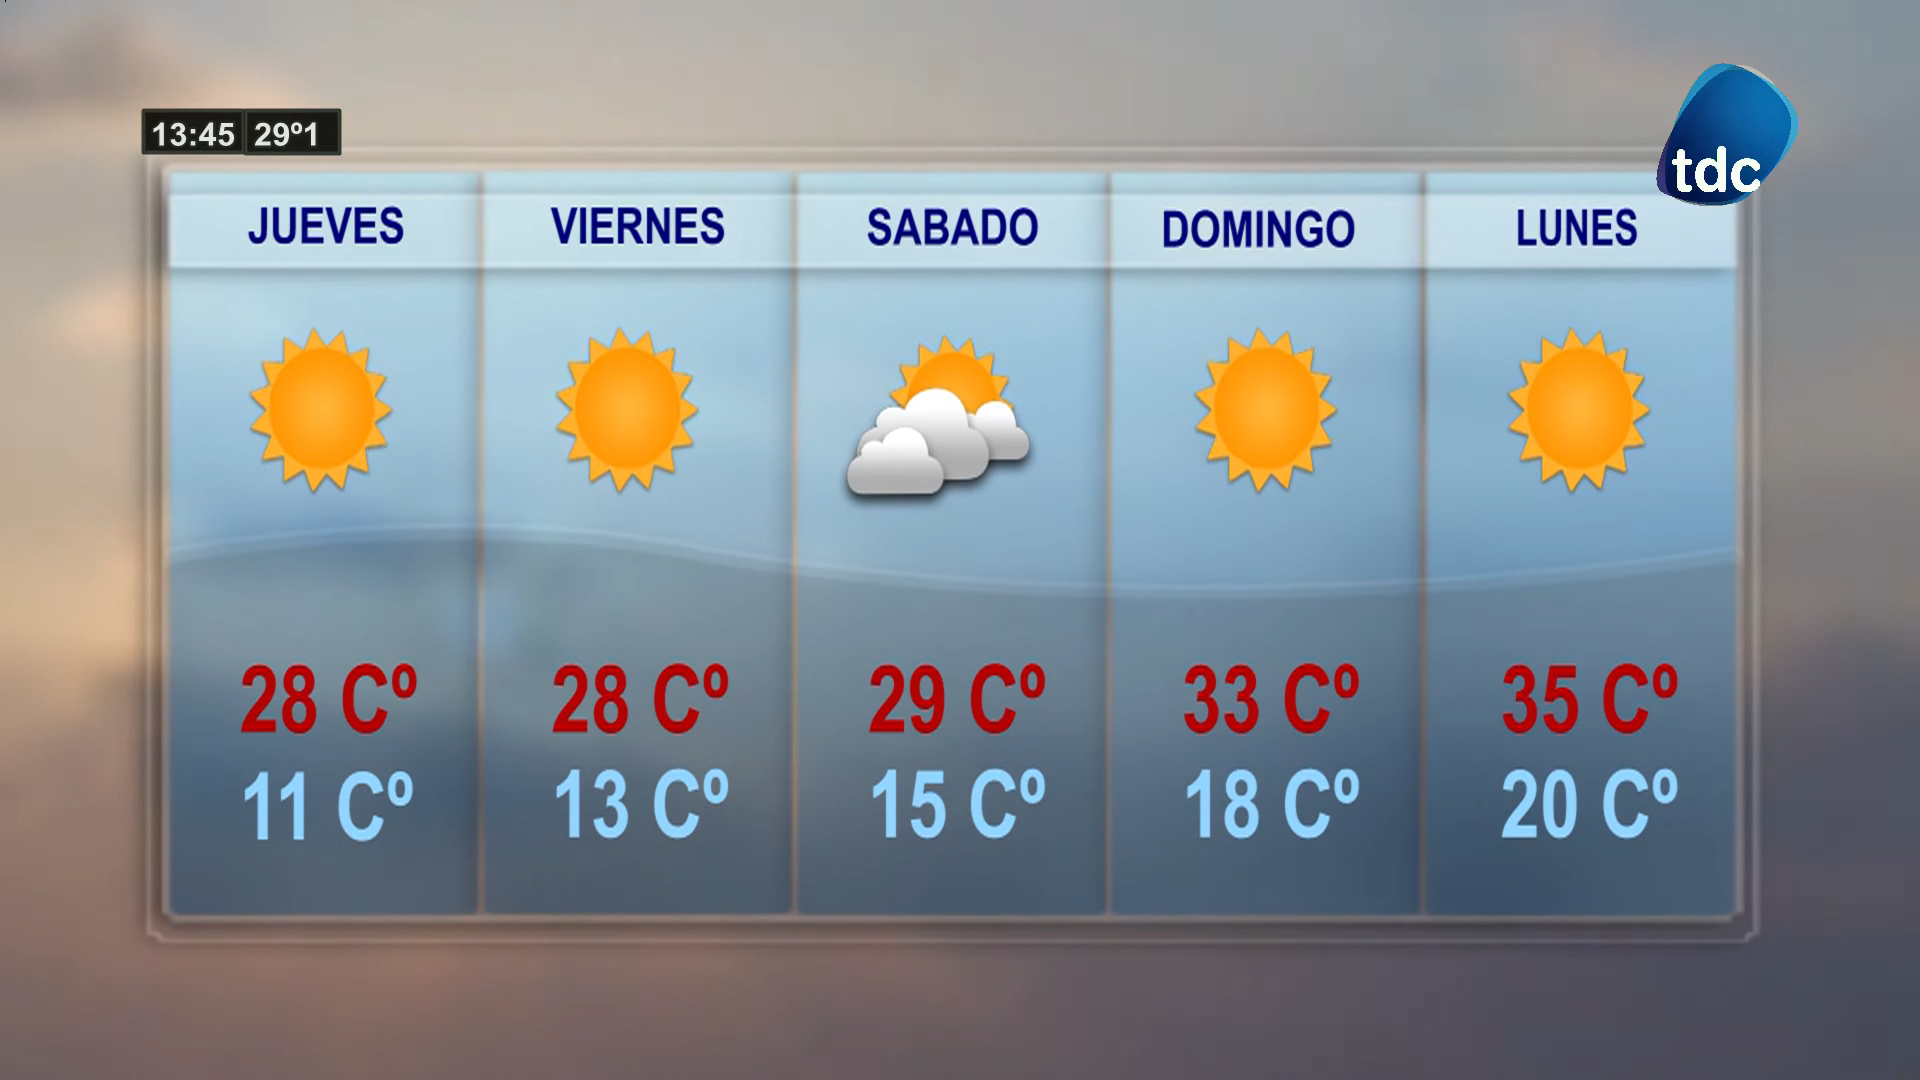 13:45 29º1
tdc
JUEVES VIERNES SABADO DOMINGO LUNES
28 Cº 28 Cº 29 Cº 33 Cº 35 Cº
11 Cº 13 Cº 15 Cº 18 Cº 20 Cº